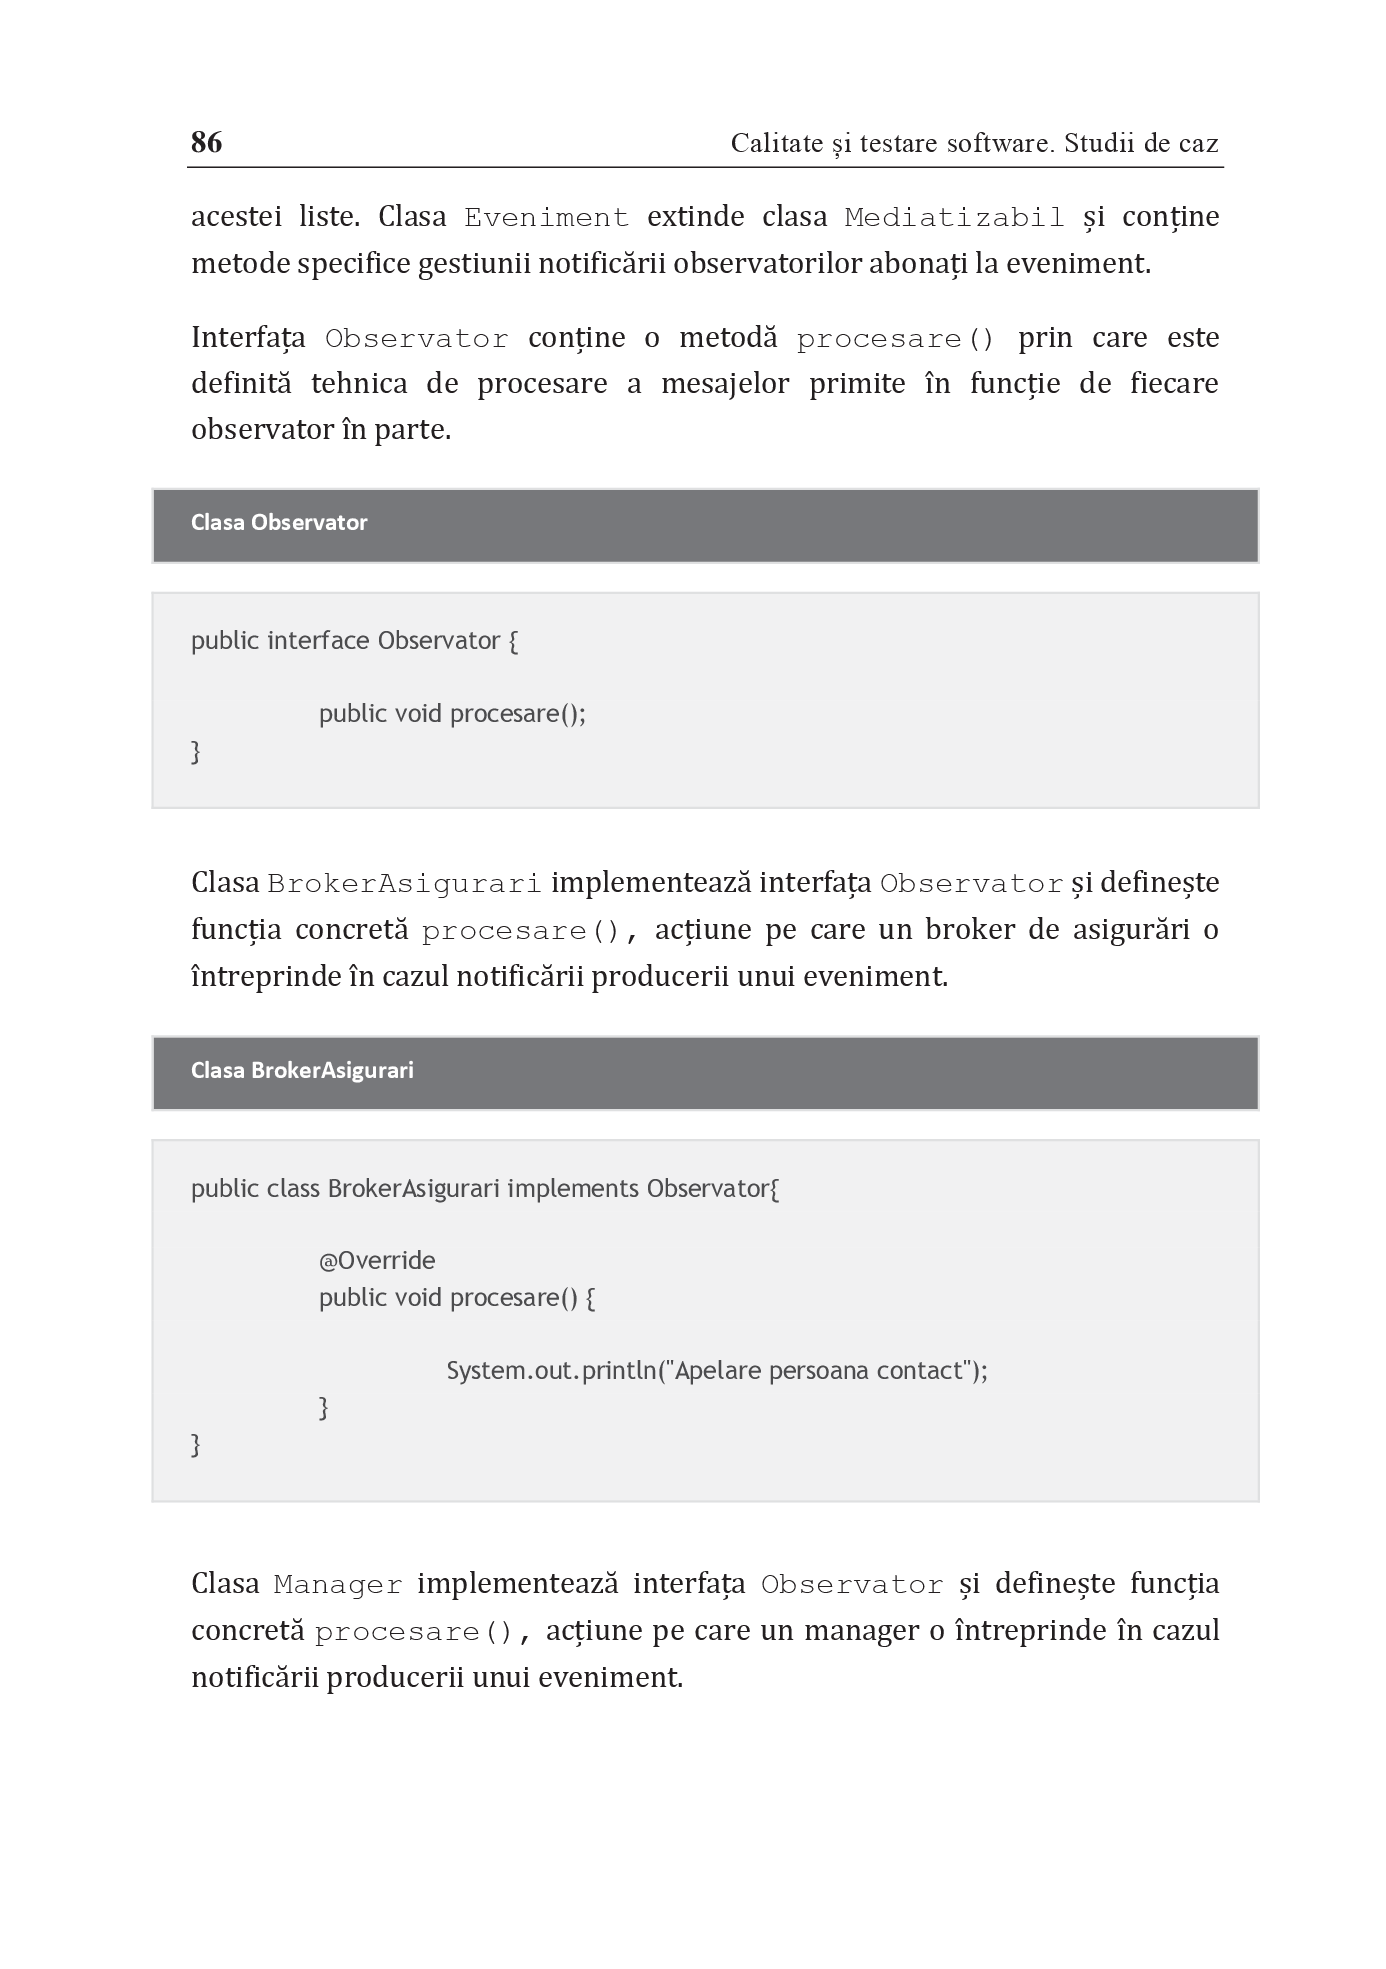 86 Calitate și testare software. Studii de caz
acestei liste. Clasa Eveniment extinde clasa Mediatizabil și conține
metode specifice gestiunii notificării observatorilor abonați la eveniment.
Interfața Observator conține o metodă procesare() prin care este
definită tehnica de procesare a mesajelor primite în funcție de fiecare
observator în parte.
Clasa Observator
public interface Observator {
public void procesare();
}
Clasa BrokerAsigurari implementează interfața Observator și definește
funcția concretă procesare(), acțiune pe care un broker de asigurări o
întreprinde în cazul notificării producerii unui eveniment.
Clasa BrokerAsigurari
public class BrokerAsigurari implements Observator{
@Override
public void procesare() {
System.out.println("Apelare persoana contact");
}
}
Clasa Manager implementează interfața Observator și definește funcția
concretă procesare(), acțiune pe care un manager o întreprinde în cazul
notificării producerii unui eveniment.